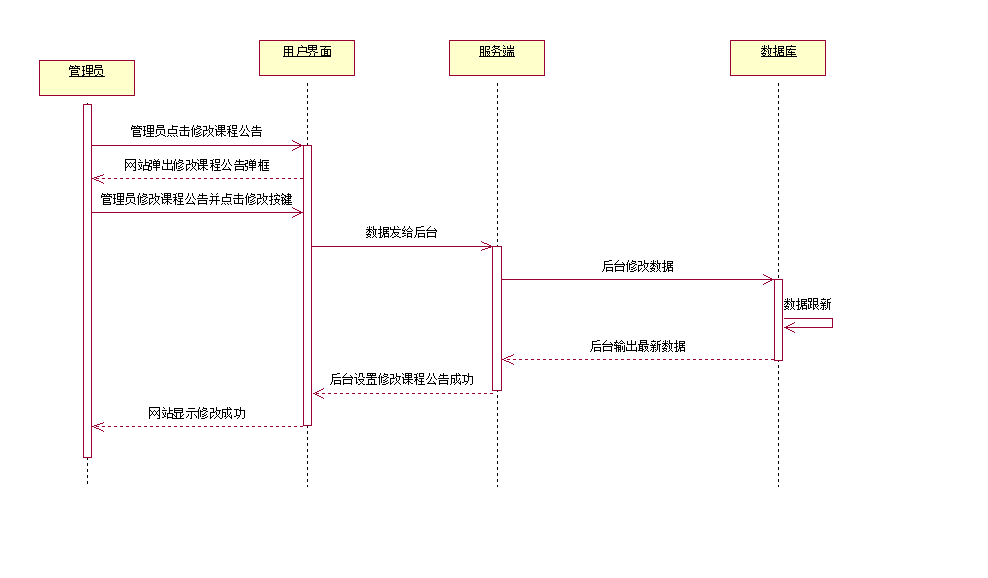 用户界面
服务端
数据库
管理员
管理员点击修改课程公告
网站弹出修改课程公告弹框
管理员修改课程公告并点击修改按键
数据发给后台
后台修改数据
数据跟新
后台输出最新数据
后台设置修改课程公告成功
网站显示修改成功